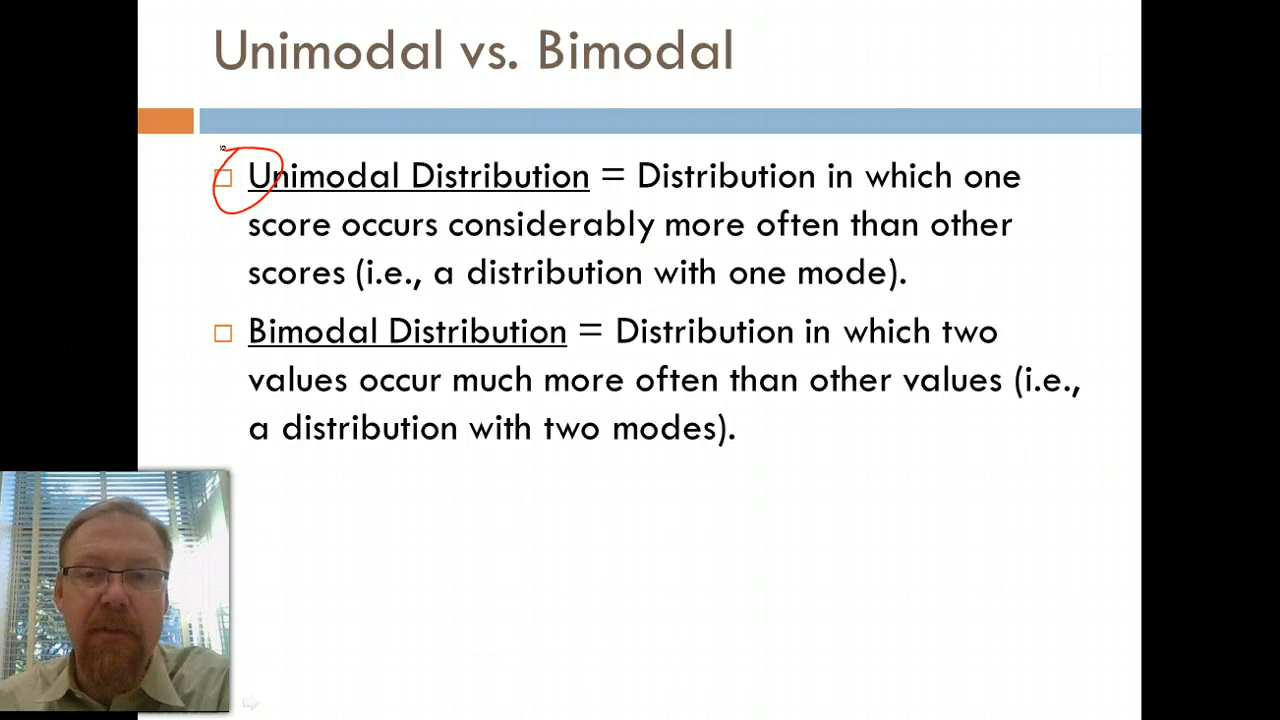 Unimodal vs. Bimodal
Unimodal Distribution = Distribution in which one
score occurs considerably more often than other
scores (i.e., a distribution with one mode).
Bimodal Distribution = Distribution in which two
values occur much more often than other values (i.e.,
a distribution with two modes).